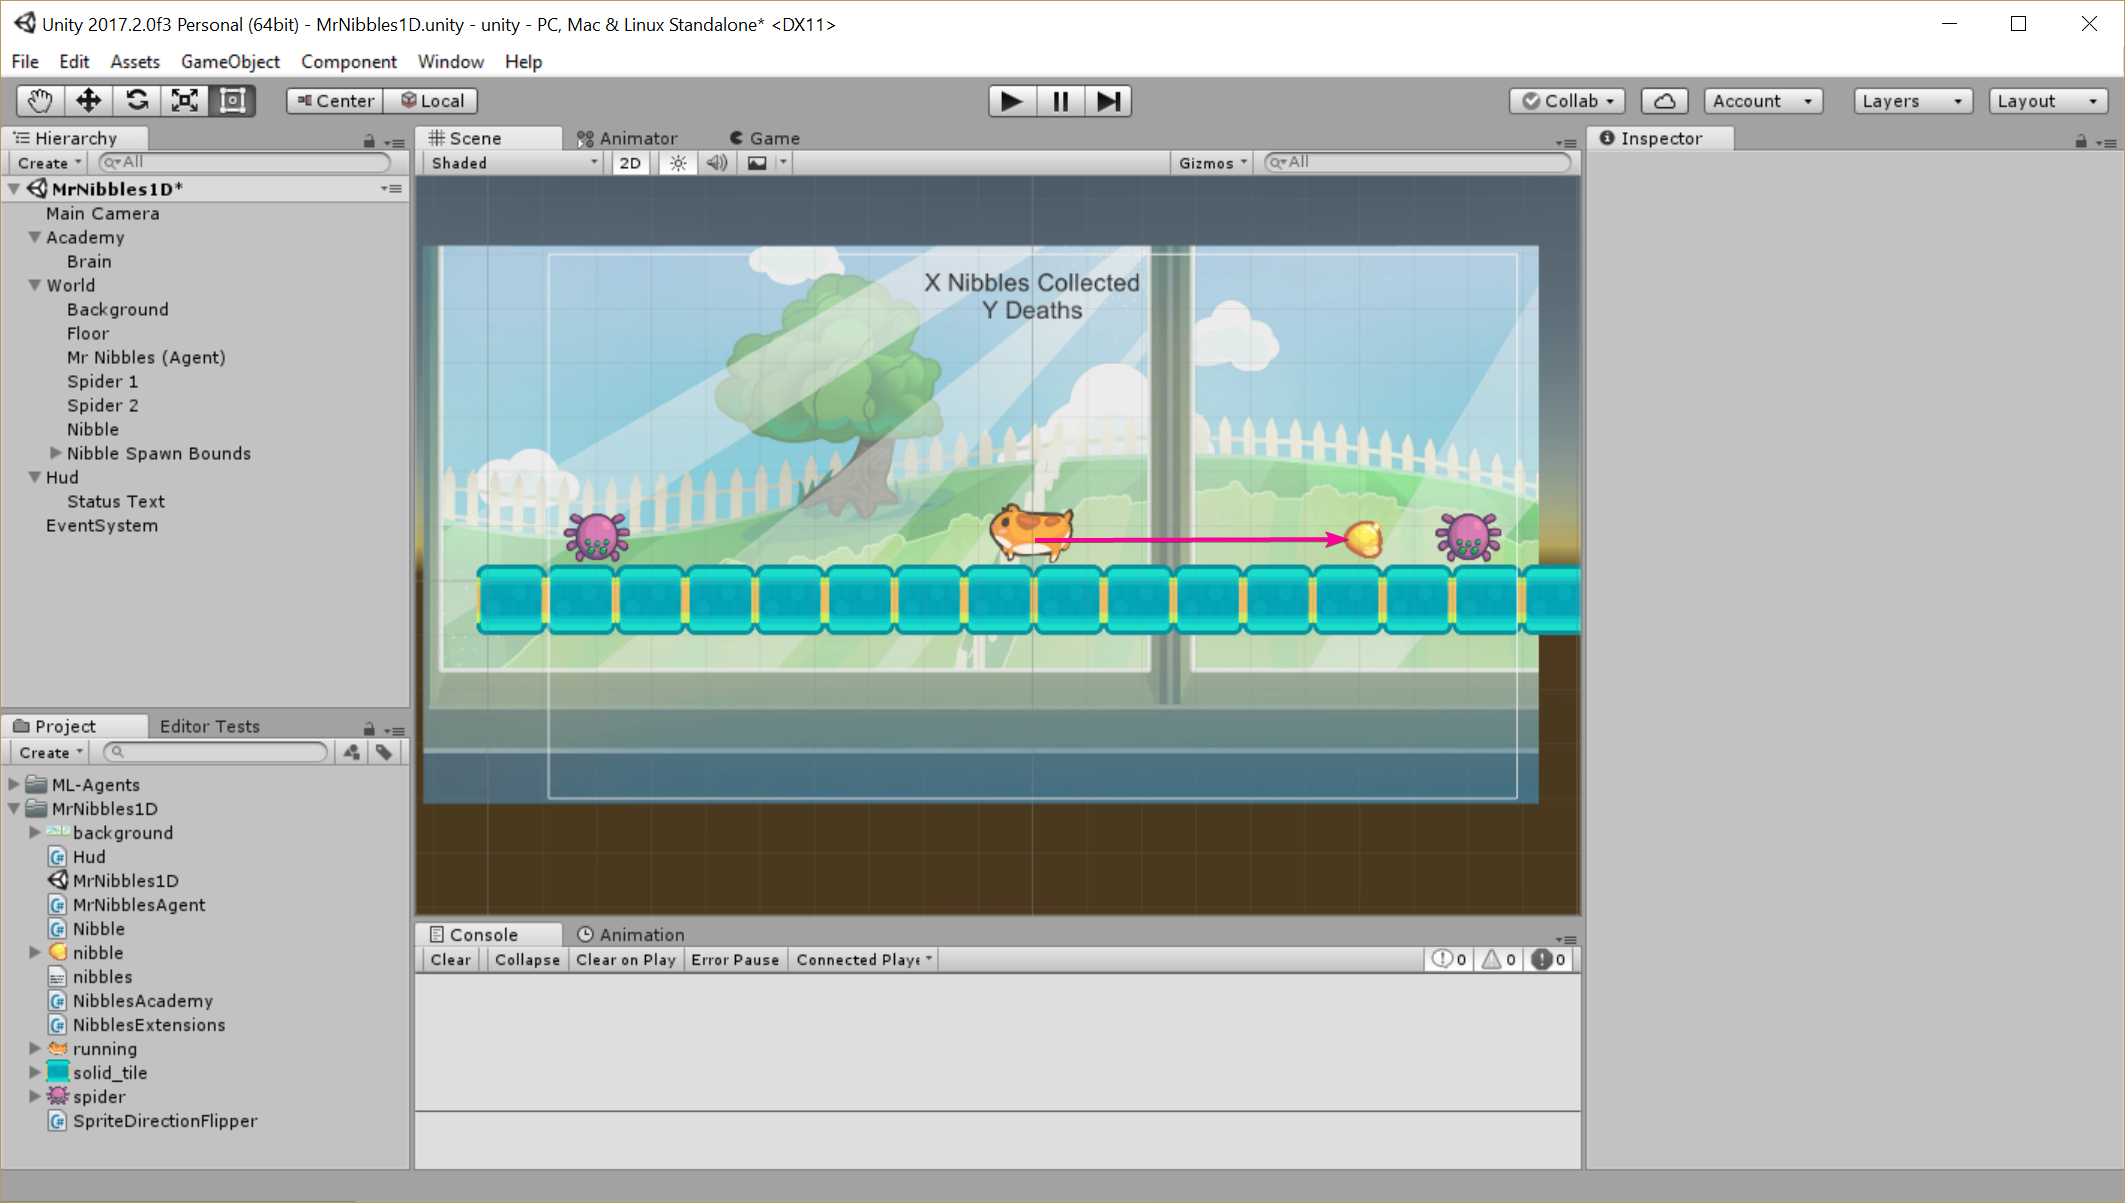 Unity 2017.2.0f3 Personal (64bit) - MrNibbles1D.unity - unity - PC, Mac & Linux Standalone* <DX11>
File Edit Assets GameObject Component Window Help
Center Local Collab Account Layers Layout
Hierarchy
Create All
MrNibbles1D*
Main Camera
Academy
Brain
World
Background
Floor
Mr Nibbles (Agent)
Spider 1
Spider 2
Nibble
Nibble Spawn Bounds
Hud
Status Text
EventSystem
Scene Animator Game
Shaded 2D Gizmos All
X Nibbles Collected
Y Deaths
Inspector
Project Editor Tests
Create
ML-Agents
MrNibbles1D
background
Hud
MrNibbles1D
MrNibblesAgent
Nibble
nibble
nibbles
NibblesAcademy
NibblesExtensions
running
solid_tile
spider
SpriteDirectionFlipper
Console Animation
Clear Collapse Clear on Play Error Pause Connected Playe 0 0 0